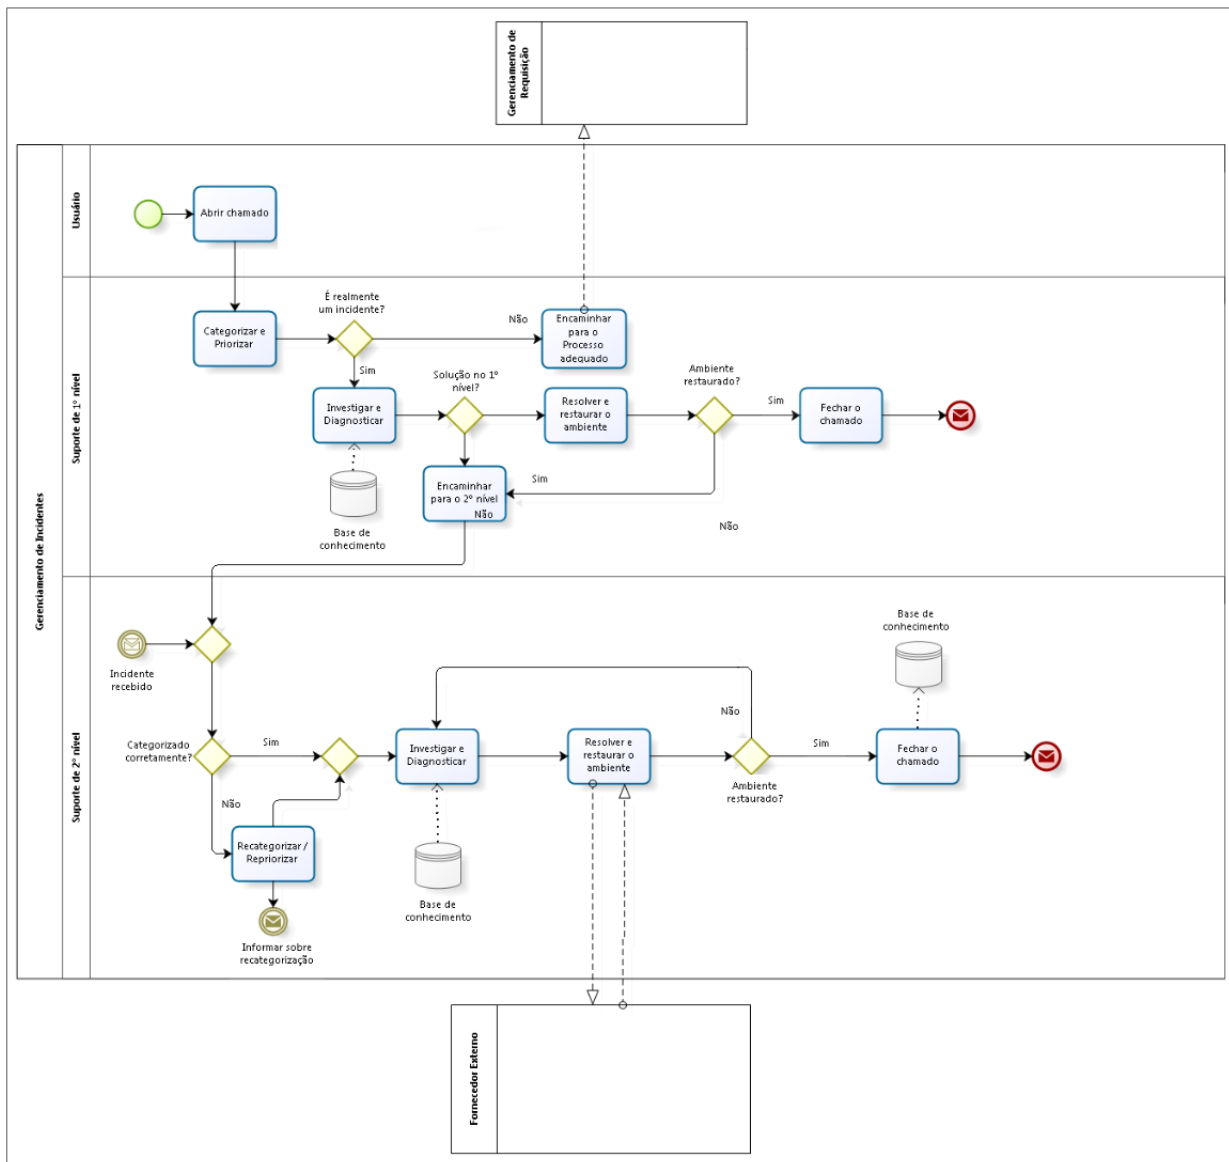 Gerenciamento de
Requisição
Gerenciamento de Incidentes
Usuário
Abrir chamado
Suporte de 1º nível
Categorizar e
Priorizar
É realmente
um incidente?
Não
Encaminhar
para o
Processo
adequado
Sim
Investigar e
Diagnosticar
Solução no 1º
nível?
Resolver e
restaurar o
ambiente
Ambiente
restaurado?
Sim
Fechar o
chamado
Encaminhar
para o 2º nível
Não
Sim
Não
Base de
conhecimento
Suporte de 2º nível
Incidente
recebido
Base de
conhecimento
Categorizado
corretamente?
Sim
Investigar e
Diagnosticar
Resolver e
restaurar o
ambiente
Não
Sim
Ambiente
restaurado?
Fechar o
chamado
Não
Recategorizar /
Repriorizar
Base de
conhecimento
Informar sobre
recategorização
Fornecedor Externo